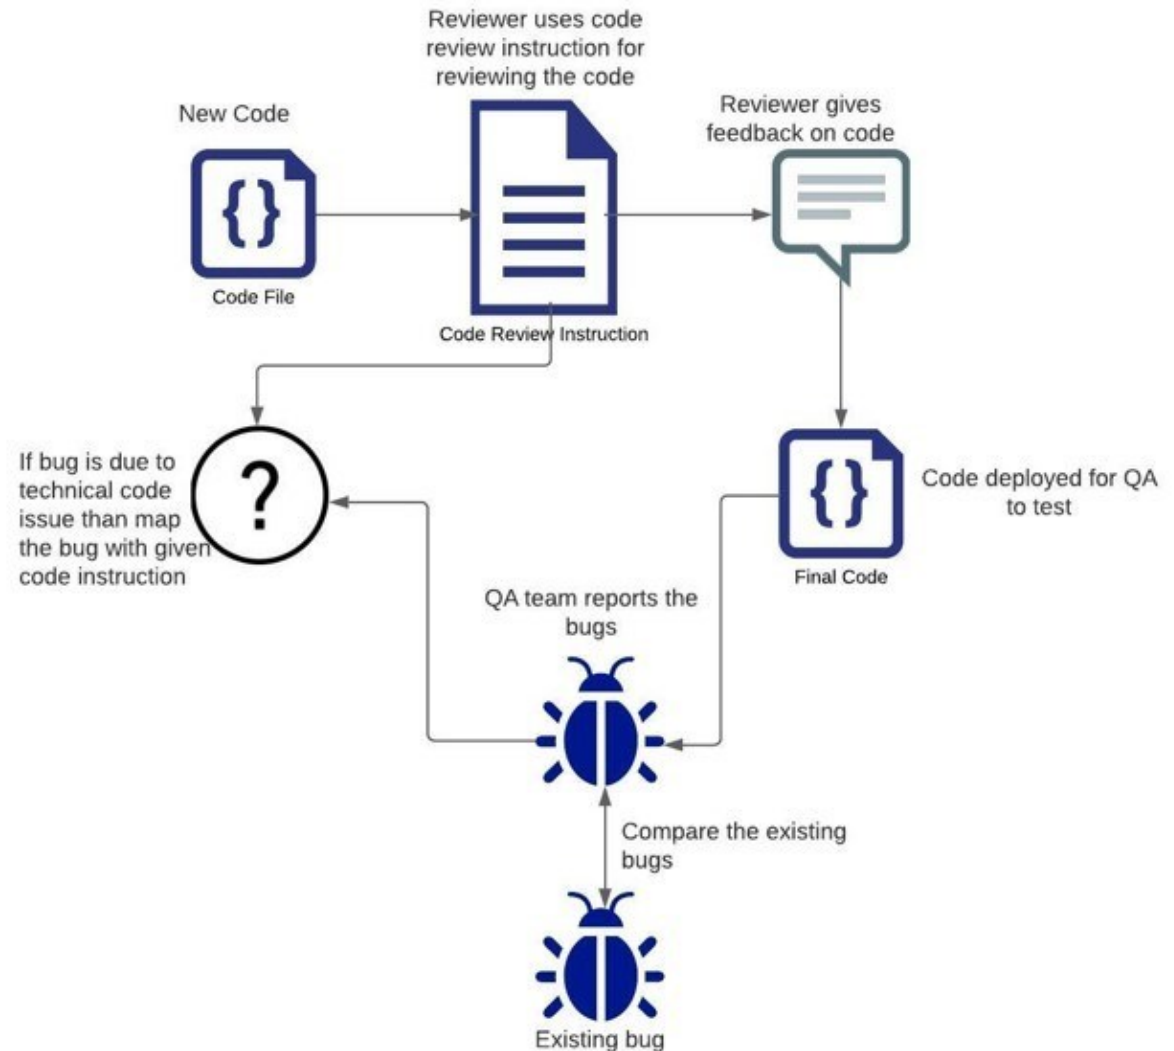 Reviewer uses code
review instruction for
reviewing the code
New Code
Reviewer gives
feedback on code
{}
Code File
Code Review Instruction
If bug is due to
technical code
issue than map
the bug with given
code instruction
?
{}
Code deployed for QA
to test
Final Code
QA team reports the
bugs
Compare the existing
bugs
Existing bug